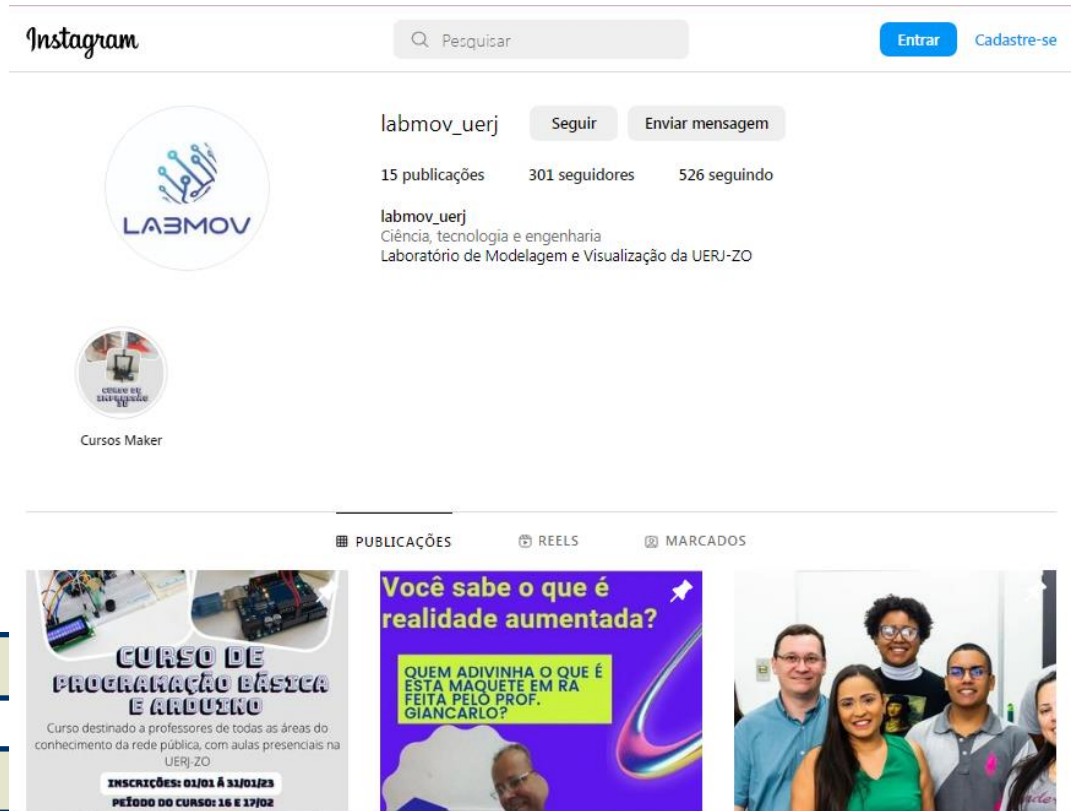 Instagram
Pesquisar
Entrar
Cadastre-se
labmov_uerj
Seguir
Enviar mensagem
15 publicações
301 seguidores
526 seguindo
labmov_uerj
Ciência, tecnologia e engenharia
Laboratório de Modelagem e Visualização da UERJ-ZO
LABMOV
CURSO DE
IMPRESSÃO
3D
Cursos Maker
PUBLICAÇÕES
REELS
MARCADOS
CURSO DE
PROGRAMAÇÃO BÁSICA
E ARDUINO
Curso destinado a professores de todas as áreas do
conhecimento da rede pública, com aulas presenciais na
UERJ-ZO
INSCRIÇÕES: 01/01 Á 31/01/23
PEÍODO DO CURSO: 16 E 17/02
Você sabe o que é
realidade aumentada?
QUEM ADIVINHA O QUE É
ESTA MAQUETE EM RA
FEITA PELO PROF.
GIANCARLO?